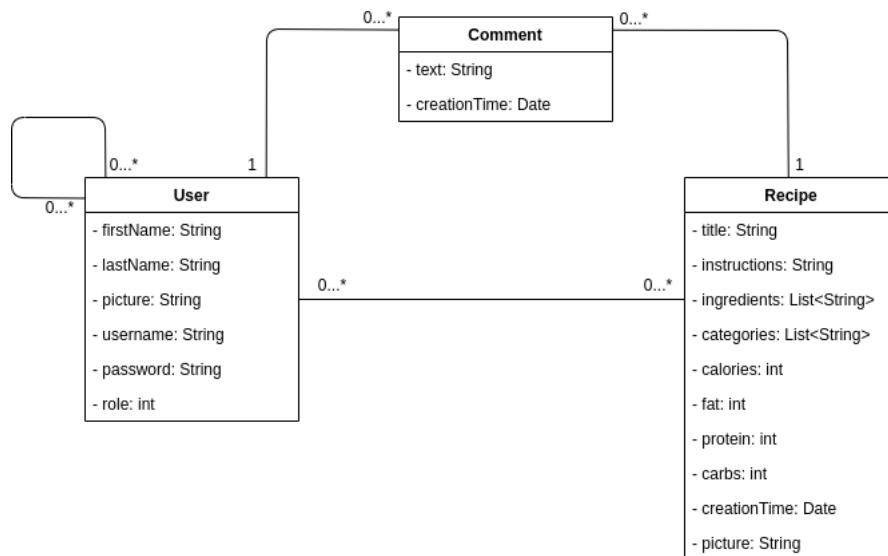 0...*
Comment
0...*
- text: String
- creationTime: Date
0...*
1
1
0...*
User
- firstName: String
- lastName: String
- picture: String
- username: String
- password: String
- role: int
0...*
0...*
Recipe
- title: String
- instructions: String
- ingredients: List<String>
- categories: List<String>
- calories: int
- fat: int
- protein: int
- carbs: int
- creationTime: Date
- picture: String